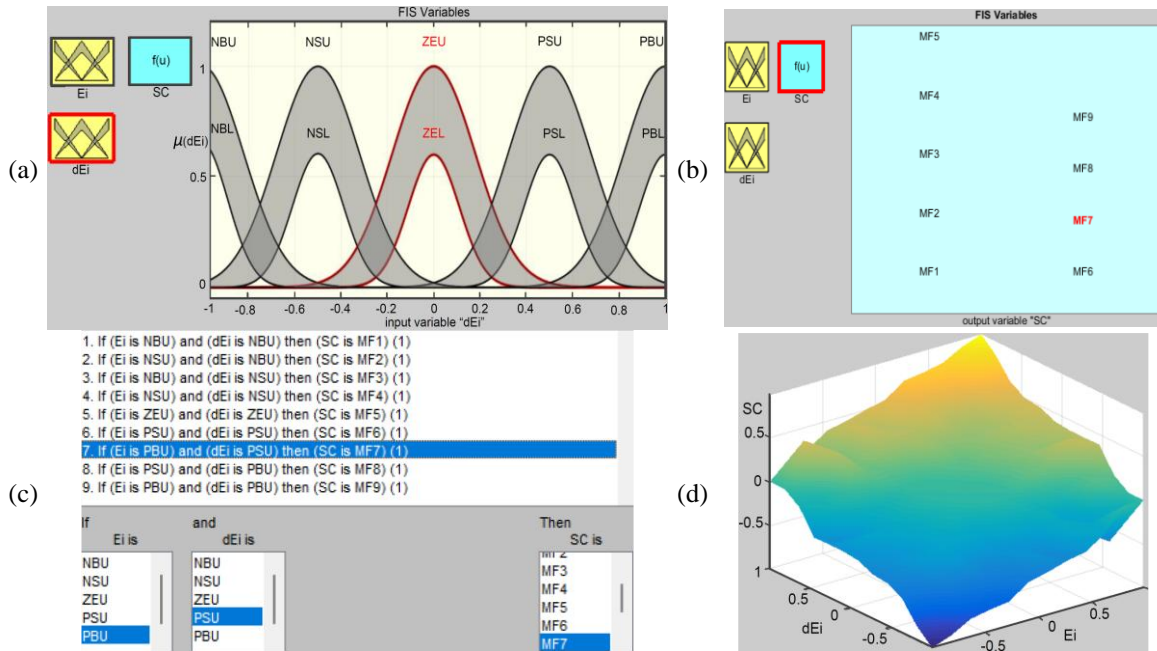 (a)
FIS Variables
Ei
f(u)
SC
dEi
NBU NSU ZEU PSU PBU
NBL NSL ZEL PSL PBL
μ(dEi)
1
0.5
0
-1 -0.8 -0.6 -0.4 -0.2 0 0.2 0.4 0.6 0.8 1
input variable "dEi"
(b)
FIS Variables
Ei
f(u)
SC
dEi
MF5
MF4
MF9
MF3
MF8
MF2
MF7
MF1
MF6
output variable "SC"
(c)
1. If (Ei is NBU) and (dEi is NBU) then (SC is MF1) (1)
2. If (Ei is NSU) and (dEi is NBU) then (SC is MF2) (1)
3. If (Ei is NBU) and (dEi is NSU) then (SC is MF3) (1)
4. If (Ei is NSU) and (dEi is NSU) then (SC is MF4) (1)
5. If (Ei is ZEU) and (dEi is ZEU) then (SC is MF5) (1)
6. If (Ei is PSU) and (dEi is PSU) then (SC is MF6) (1)
7. If (Ei is PBU) and (dEi is PSU) then (SC is MF7) (1)
8. If (Ei is PSU) and (dEi is PBU) then (SC is MF8) (1)
9. If (Ei is PBU) and (dEi is PBU) then (SC is MF9) (1)
If
Ei is
NBU
NSU
ZEU
PSU
PBU
and
dEi is
NBU
NSU
ZEU
PSU
PBU
Then
SC is
MF2
MF3
MF4
MF5
MF6
MF7
(d)
SC
0.5
0
-0.5
1
0.5
0
-0.5
dEi
-0.5
0
0.5
Ei